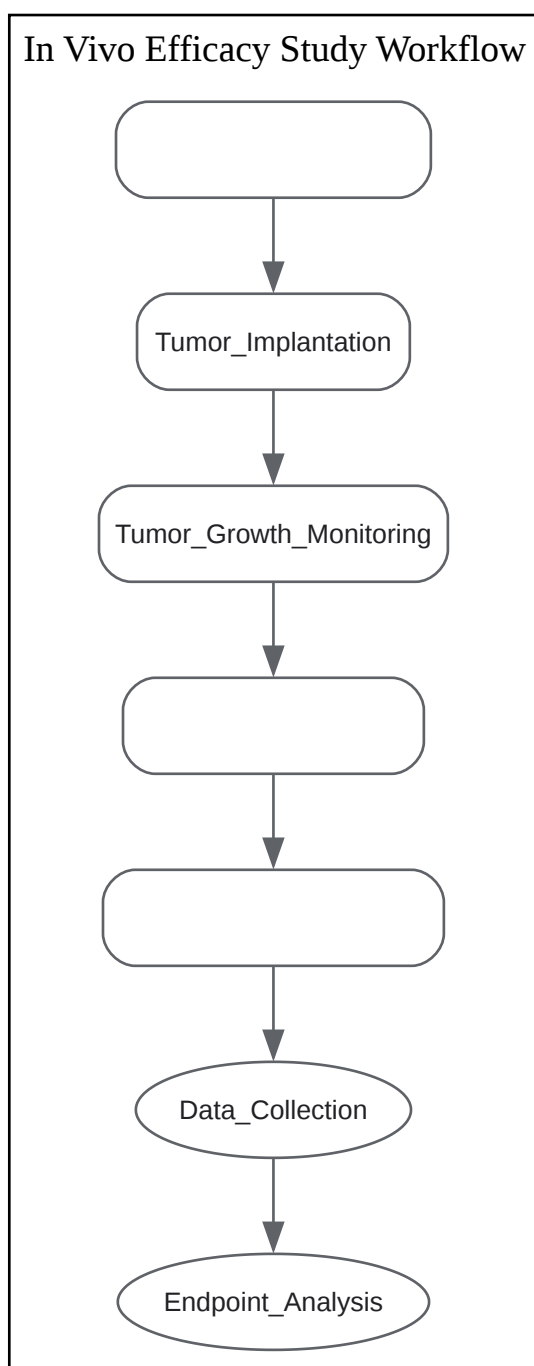 In Vivo Efficacy Study Workflow
Tumor_Implantation
Tumor_Growth_Monitoring
Data_Collection
Endpoint_Analysis